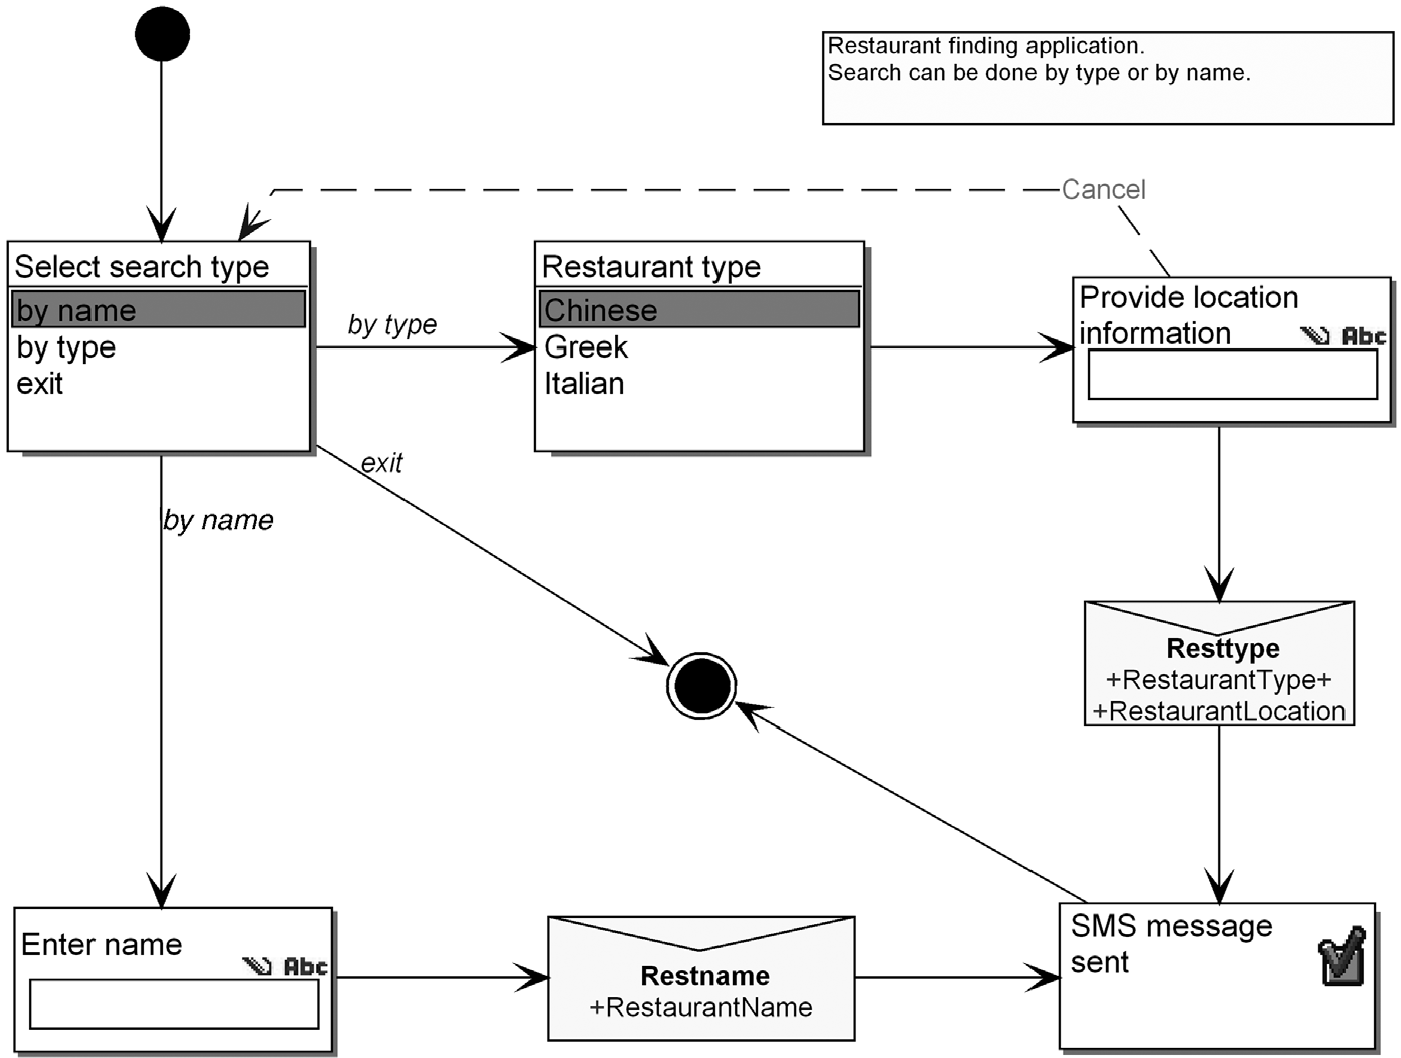 Restaurant finding application.
Search can be done by type or by name.
Cancel
Select search type
by name
by type
exit
by type
Restaurant type
Chinese
Greek
Italian
Provide location
information
Abc
exit
by name
Resttype
+RestaurantType+
+RestaurantLocation
Enter name
Abc
Restname
+RestaurantName
SMS message
sent